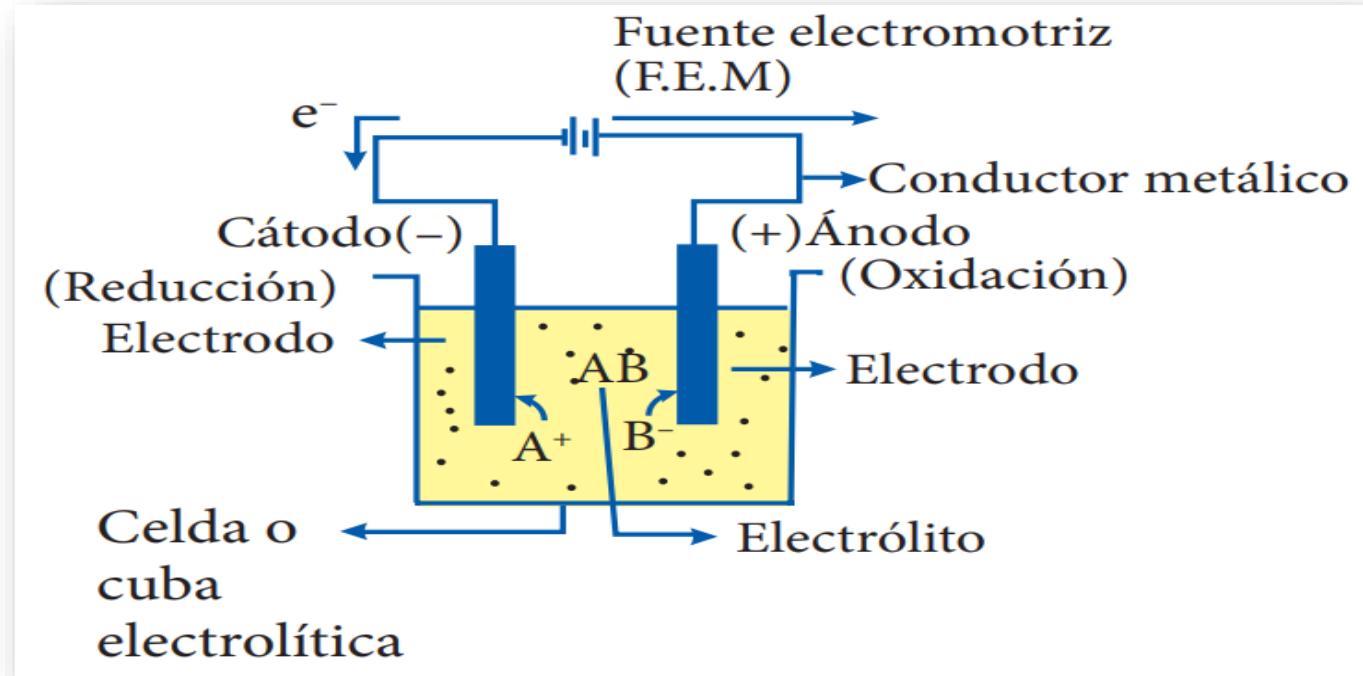 Fuente electromotriz
(F.E.M)
e⁻
Conductor metálico
Cátodo(–)
(+)Ánodo
(Reducción)
(Oxidación)
Electrodo
AB
Electrodo
A⁺
B⁻
Celda o
cuba
electrolítica
Electrólito